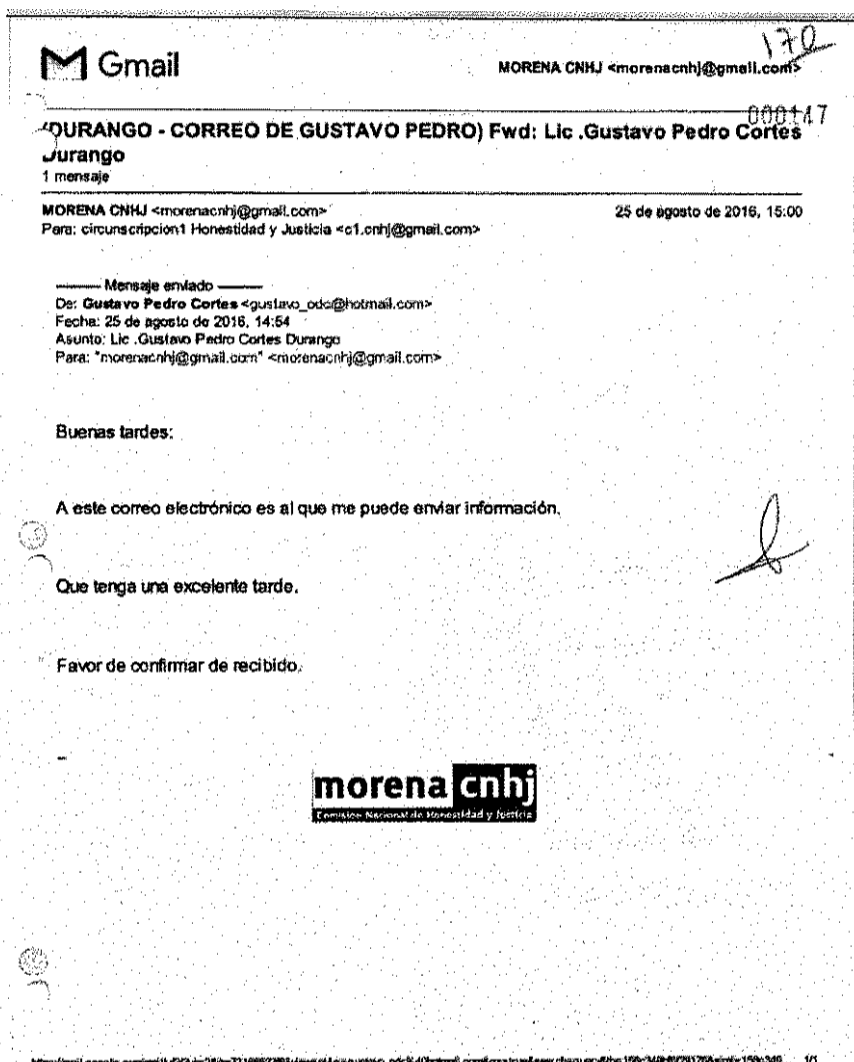 170
Gmail
MORENA CNHJ <morenacnhj@gmail.com>
000147
(DURANGO - CORREO DE GUSTAVO PEDRO) Fwd: Lic .Gustavo Pedro Cortes
Durango
1 mensaje
MORENA CNHJ <morenacnhj@gmail.com>
25 de agosto de 2016, 15:00
Para: circunscripcion1 Honestidad y Justicia <c1.cnhj@gmail.com>
Mensaje enviado
De: Gustavo Pedro Cortes <gustavo_odc@hotmail.com>
Fecha: 25 de agosto de 2016, 14:54
Asunto: Lic .Gustavo Pedro Cortes Durango
Para: "morenacnhj@gmail.com" <morenacnhj@gmail.com>
Buenas tardes:
A este correo electrónico es al que me puede enviar información.
Que tenga una excelente tarde.
Favor de confirmar de recibido.
--
morena cnhj
Comisión Nacional de Honestidad y Justicia